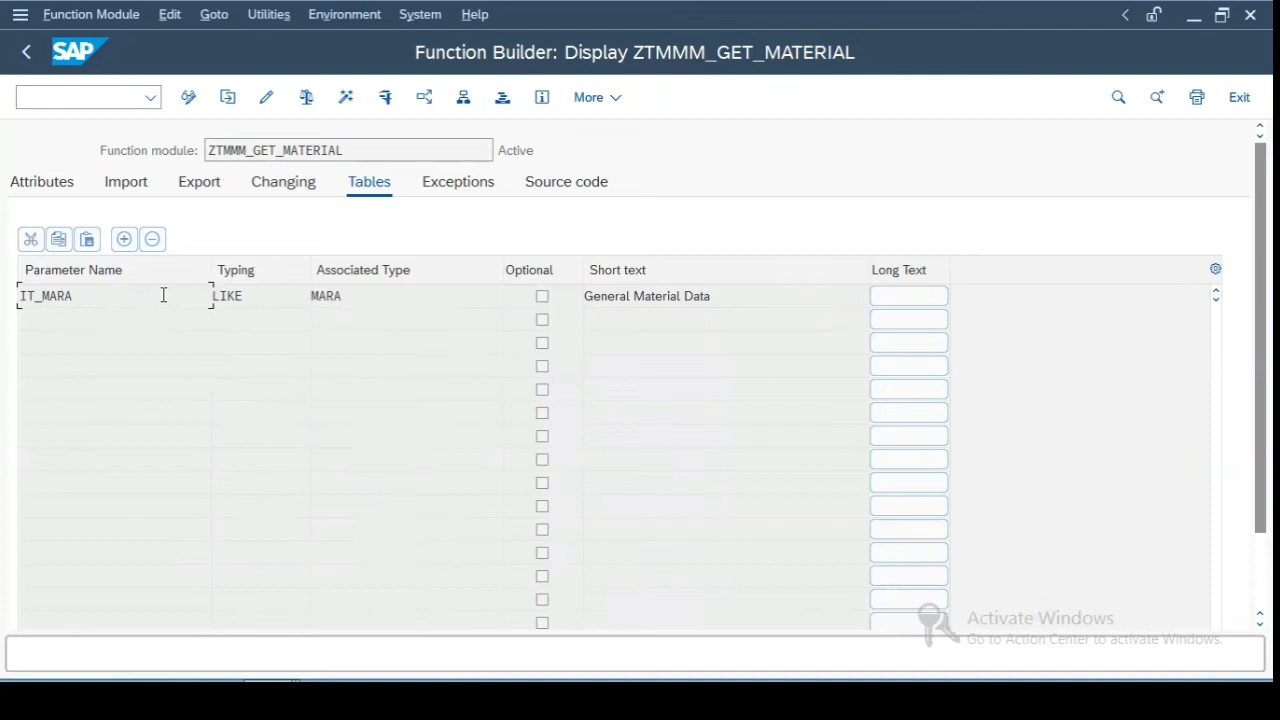 Function Module Edit Goto Utilities Environment System Help
SAP Function Builder: Display ZTMMM_GET_MATERIAL
More Exit
Function module: ZTMMM_GET_MATERIAL Active
Attributes Import Export Changing Tables Exceptions Source code
Parameter Name Typing Associated Type Optional Short text Long Text
IT_MARA LIKE MARA General Material Data
Activate Windows
Go to Action Center to activate Windows.